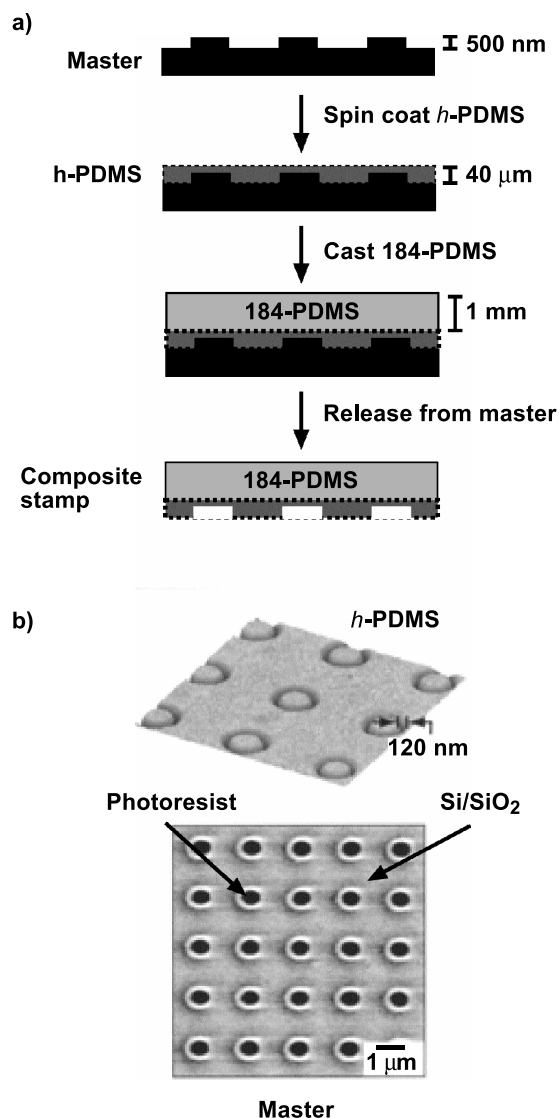 a)
500 nm
Master
Spin coat h-PDMS
h-PDMS
40 μm
Cast 184-PDMS
184-PDMS
1 mm
Release from master
Composite
stamp
184-PDMS
b)
h-PDMS
120 nm
Photoresist
Si/SiO₂
1 μm
Master